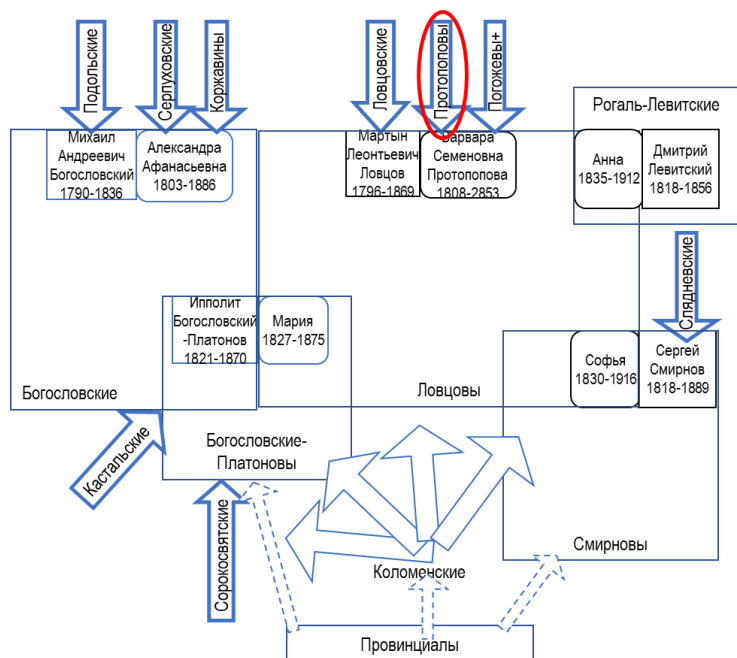 Подольские
Серпуховские
Коржавины
Ловцовские
Протопоповы
Погожевы+
Рогаль-Левитские
Михаил
Андреевич
Богословский
1790-1836
Александра
Афанасьевна
1803-1886
Мартын
Леонтьевич
Ловцов
1796-1869
Варвара
Семеновна
Протопопова
1808-2853
Анна
1835-1912
Дмитрий
Левитский
1818-1856
Слядневские
Ипполит
Богословский
-Платонов
1821-1870
Мария
1827-1875
Софья
1830-1916
Сергей
Смирнов
1818-1889
Богословские
Ловцовы
Кастальские
Богословские-
Платоновы
Сорокосвятские
Смирновы
Коломенские
Провинциалы